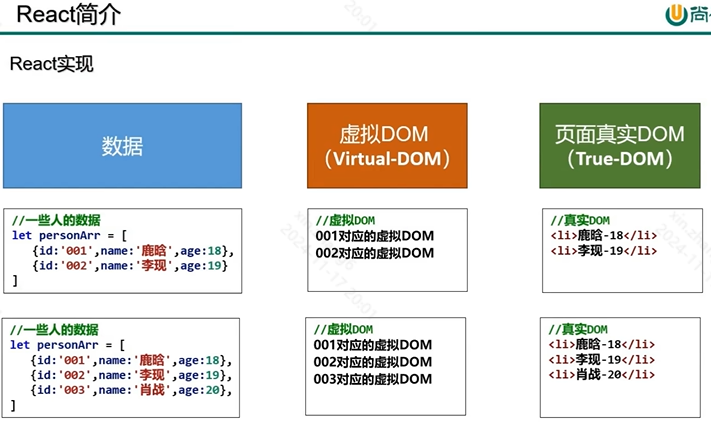 React简介
尚
React实现
数据
虚拟DOM
（Virtual-DOM）
页面真实DOM
（True-DOM）
//一些人的数据
let personArr = [
{id:'001',name:'鹿晗',age:18},
{id:'002',name:'李现',age:19}
]
//虚拟DOM
001对应的虚拟DOM
002对应的虚拟DOM
//真实DOM
<li>鹿晗-18</li>
<li>李现-19</li>
//一些人的数据
let personArr = [
{id:'001',name:'鹿晗',age:18},
{id:'002',name:'李现',age:19},
{id:'003',name:'肖战',age:20},
]
//虚拟DOM
001对应的虚拟DOM
002对应的虚拟DOM
003对应的虚拟DOM
//真实DOM
<li>鹿晗-18</li>
<li>李现-19</li>
<li>肖战-20</li>